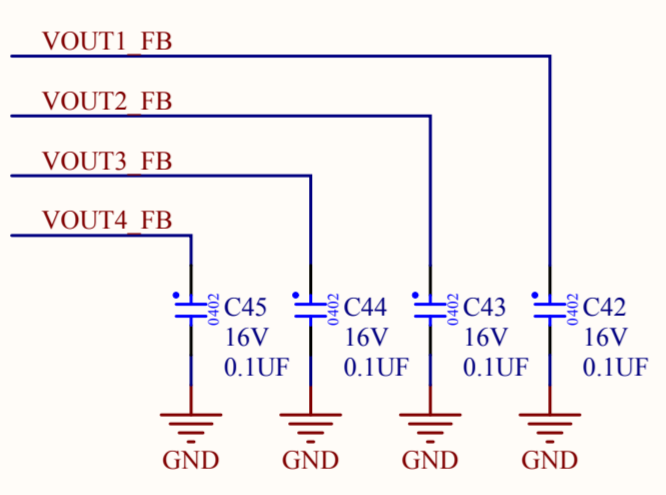 VOUT1_FB
VOUT2_FB
VOUT3_FB
VOUT4_FB
0402 C45
16V
0.1UF
0402 C44
16V
0.1UF
0402 C43
16V
0.1UF
0402 C42
16V
0.1UF
GND
GND
GND
GND